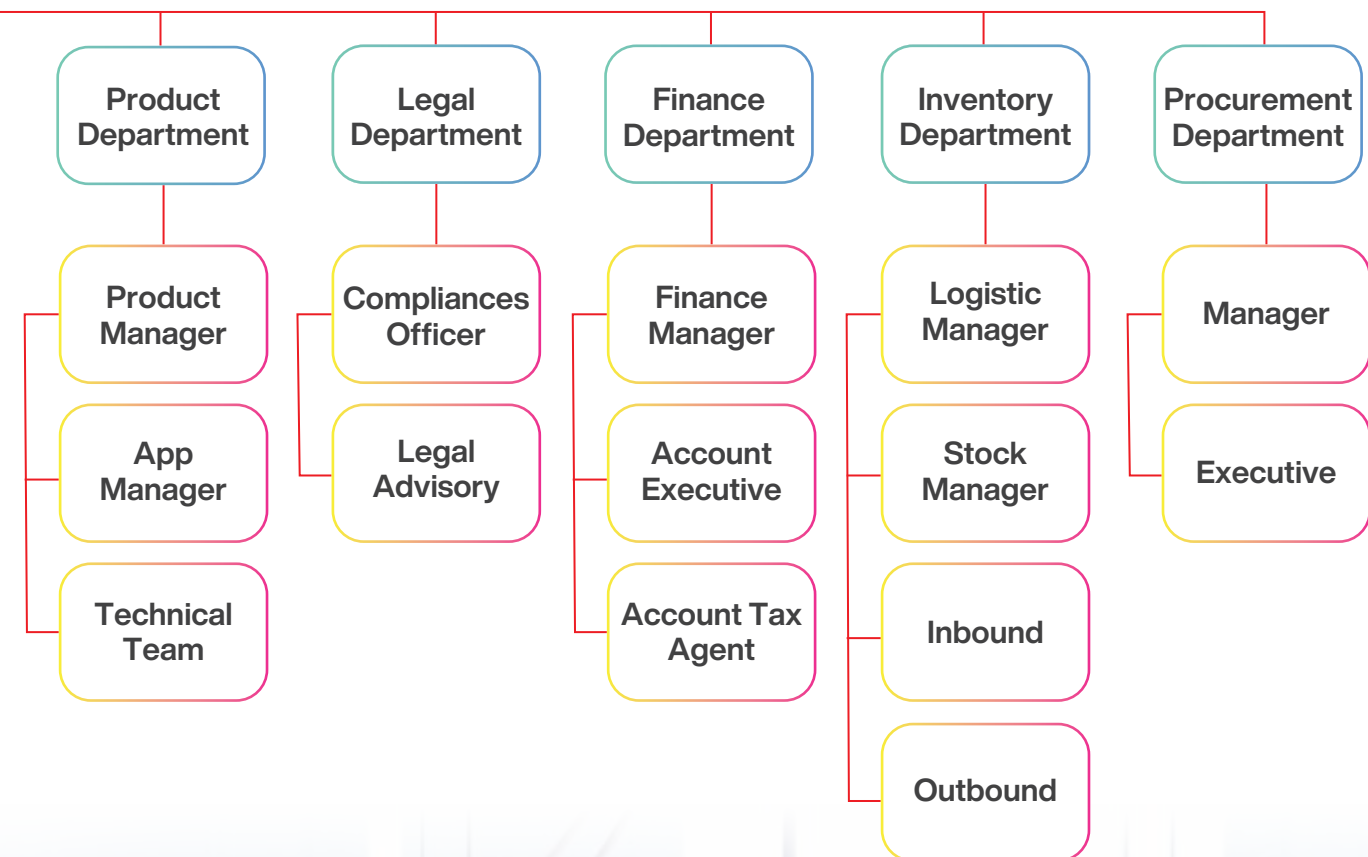 Product
Department
Legal
Department
Finance
Department
Inventory
Department
Procurement
Department
Product
Manager
Compliances
Officer
Finance
Manager
Logistic
Manager
Manager
App
Manager
Legal
Advisory
Account
Executive
Stock
Manager
Executive
Technical
Team
Account Tax
Agent
Inbound
Outbound